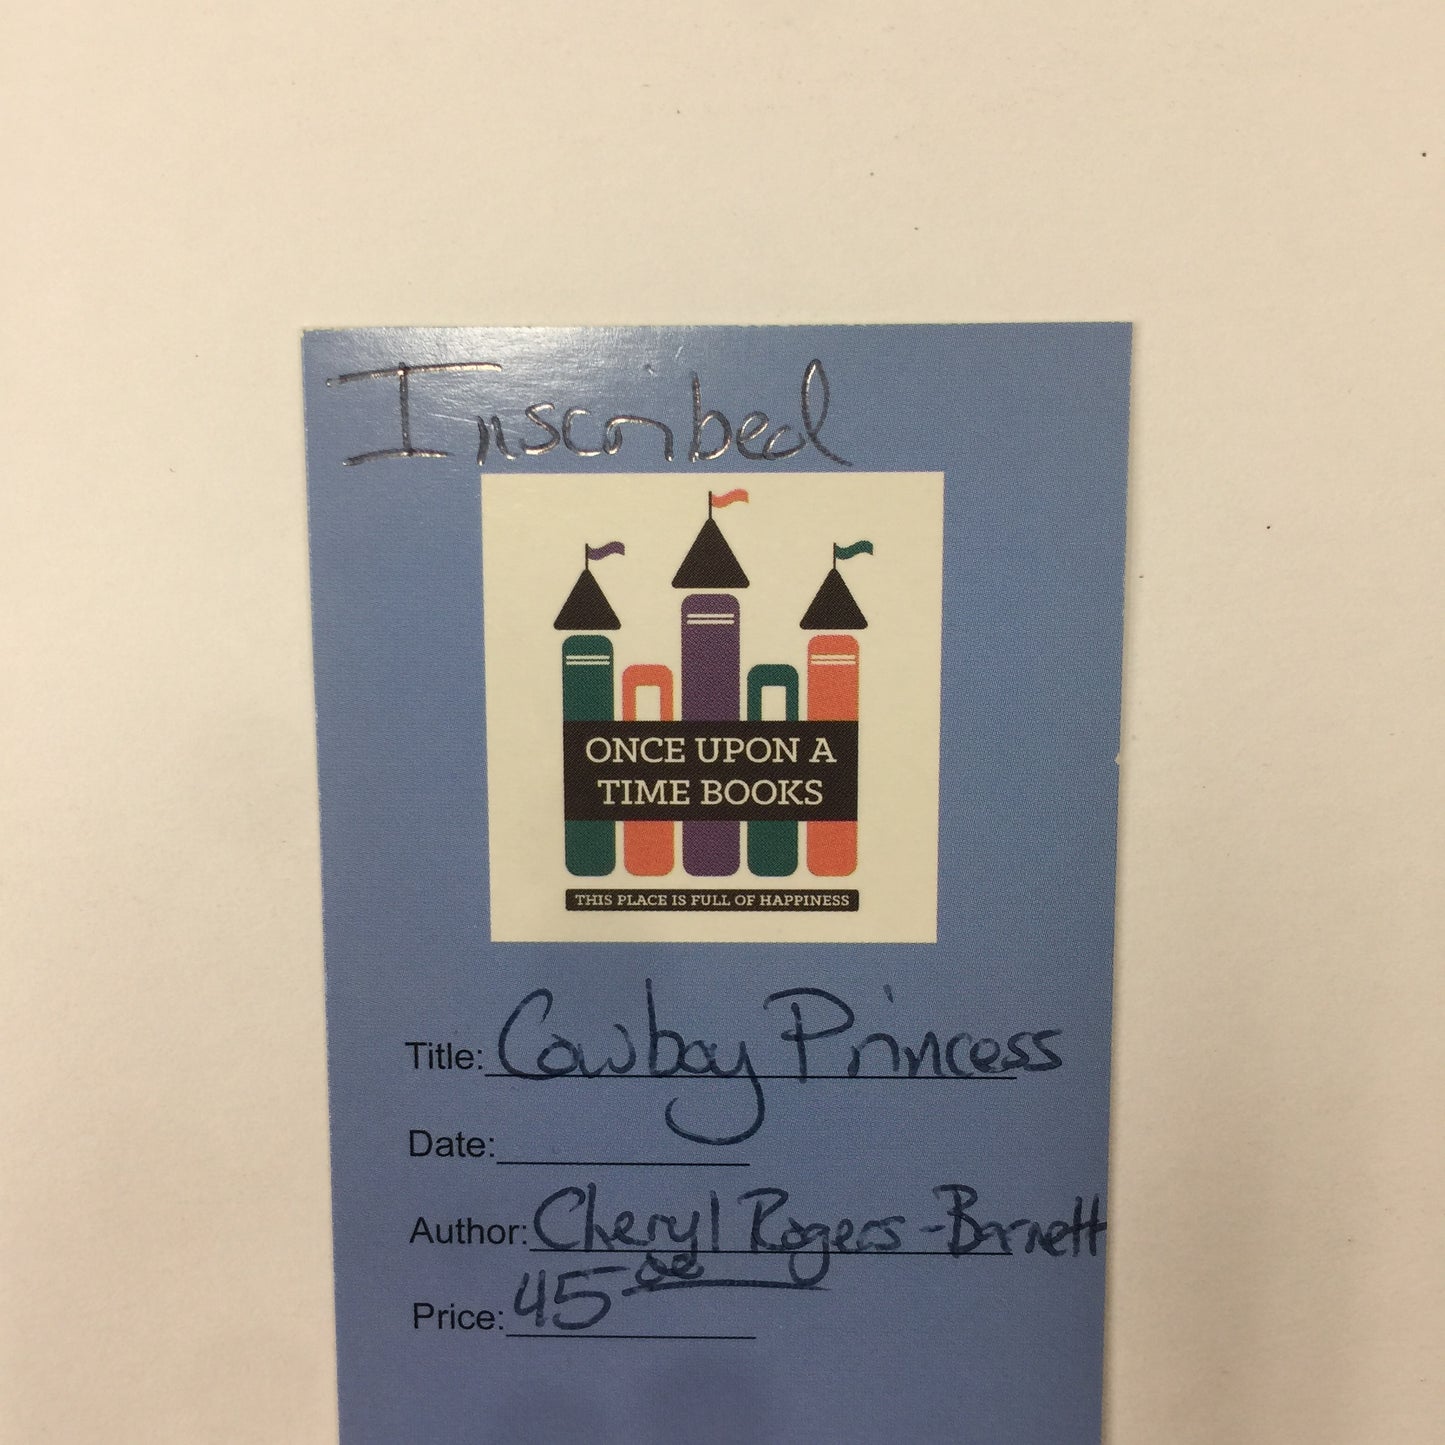 Inscribed
ONCE UPON A
TIME BOOKS
THIS PLACE IS FULL OF HAPPINESS
Title: Cowboy Princess
Date:
Author: Cheryl Rogers-Barnett
Price: 45 00